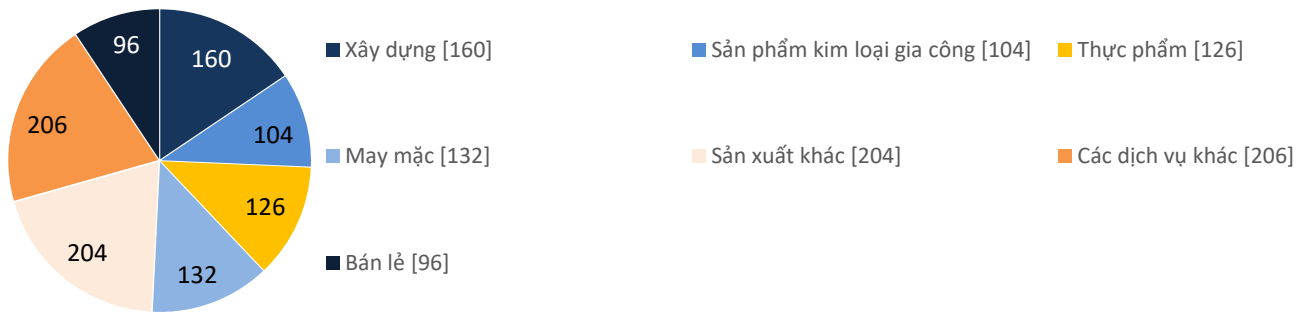 96
160
206
104
126
204
132
Xây dựng [160]
Sản phẩm kim loại gia công [104]
Thực phẩm [126]
May mặc [132]
Sản xuất khác [204]
Các dịch vụ khác [206]
Bán lẻ [96]